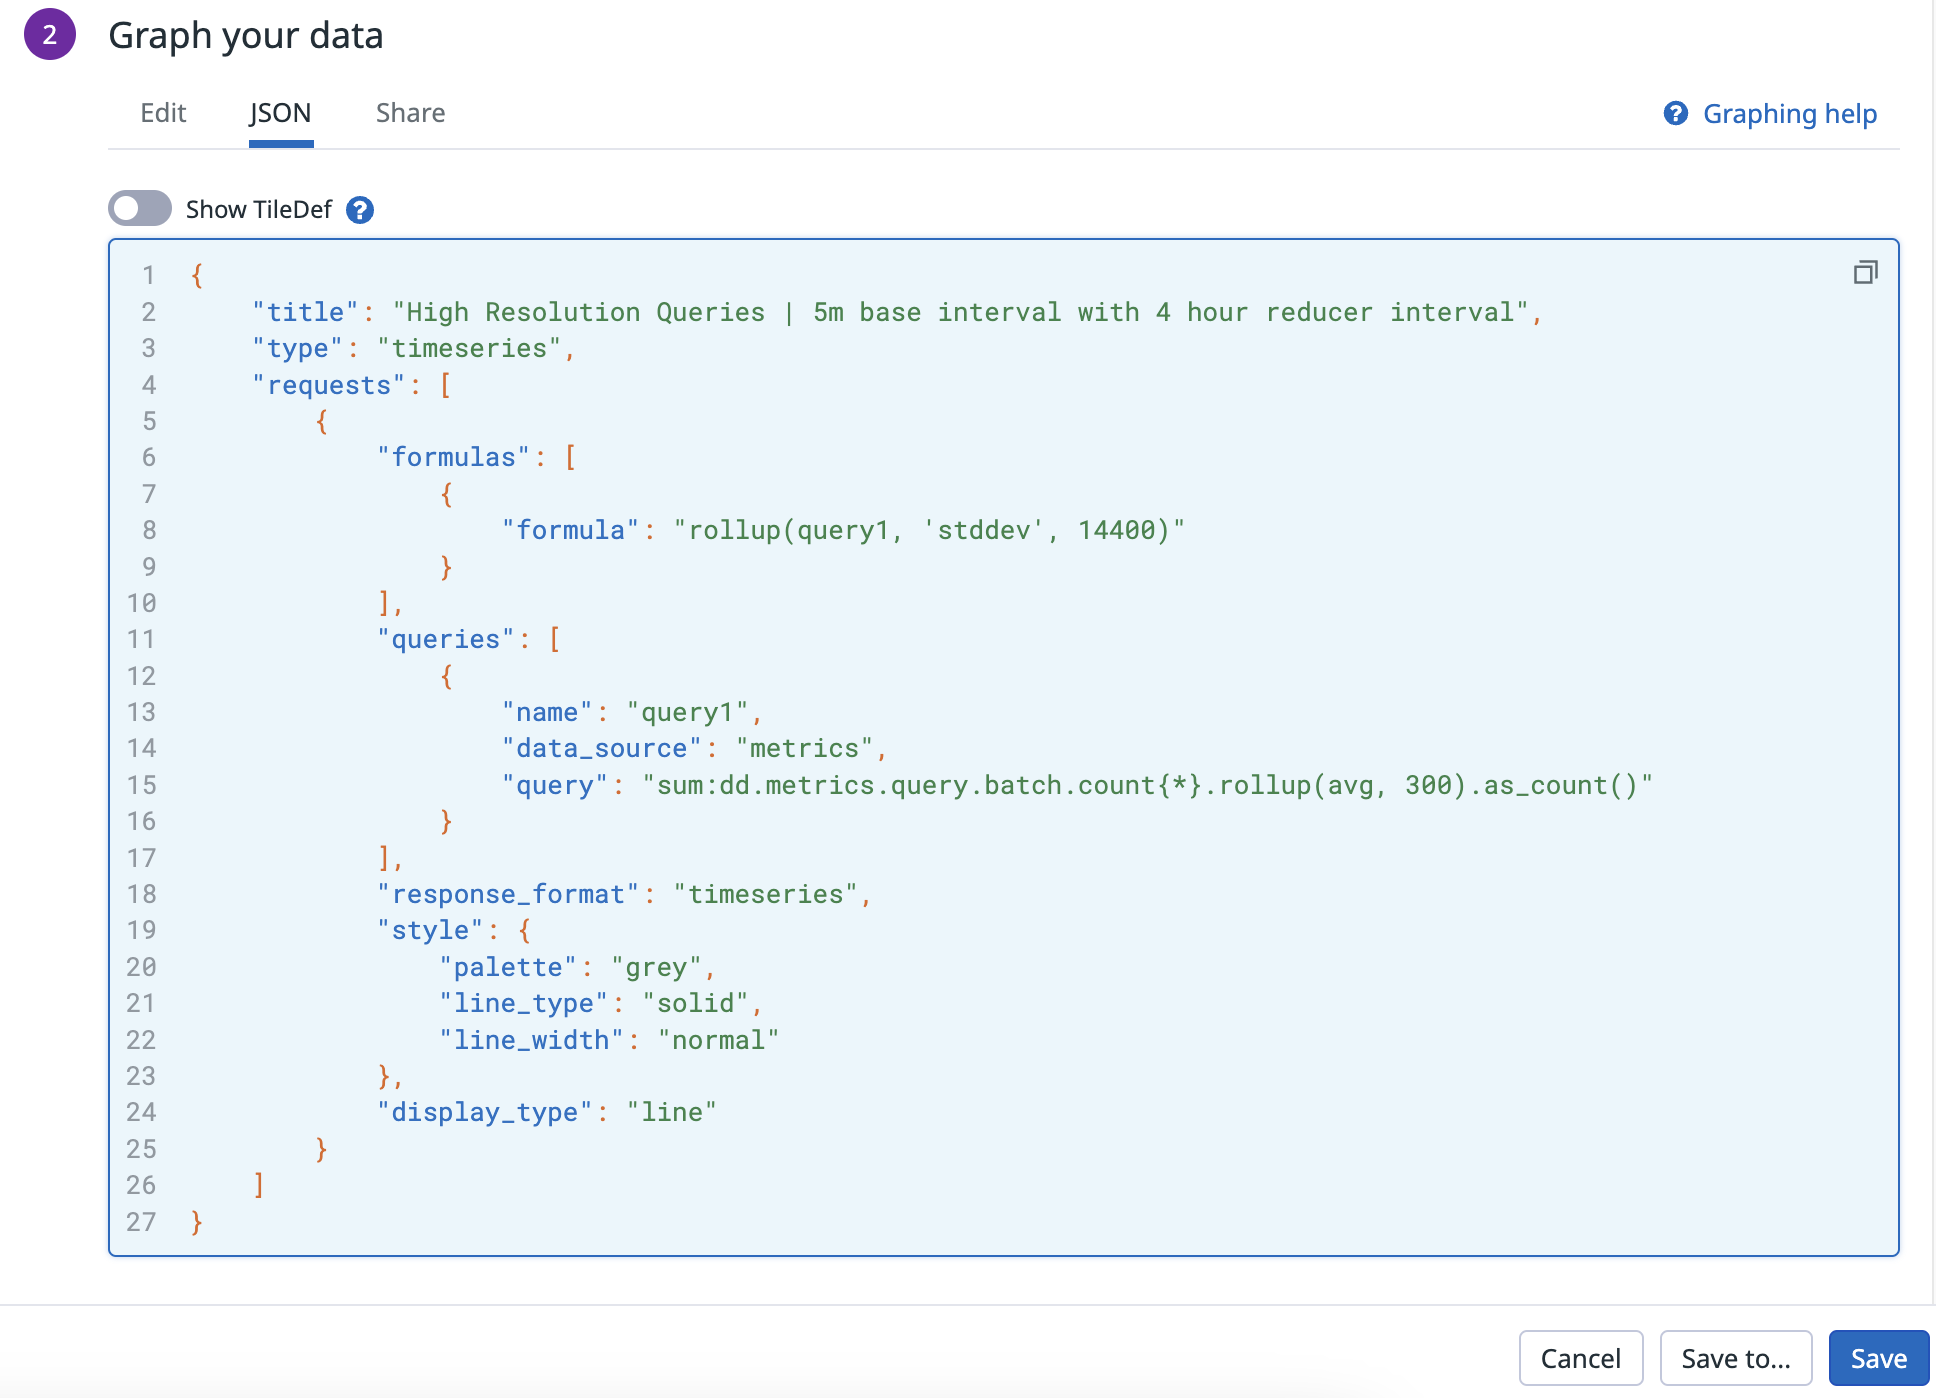 2 Graph your data
Edit JSON Share Graphing help
Show TileDef
1 {
2     "title": "High Resolution Queries | 5m base interval with 4 hour reducer interval",
3     "type": "timeseries",
4     "requests": [
5         {
6             "formulas": [
7                 {
8                     "formula": "rollup(query1, 'stddev', 14400)"
9                 }
10             ],
11             "queries": [
12                 {
13                     "name": "query1",
14                     "data_source": "metrics",
15                     "query": "sum:dd.metrics.query.batch.count{*}.rollup(avg, 300).as_count()"
16                 }
17             ],
18             "response_format": "timeseries",
19             "style": {
20                 "palette": "grey",
21                 "line_type": "solid",
22                 "line_width": "normal"
23             },
24             "display_type": "line"
25         }
26     ]
27 }
Cancel Save to... Save